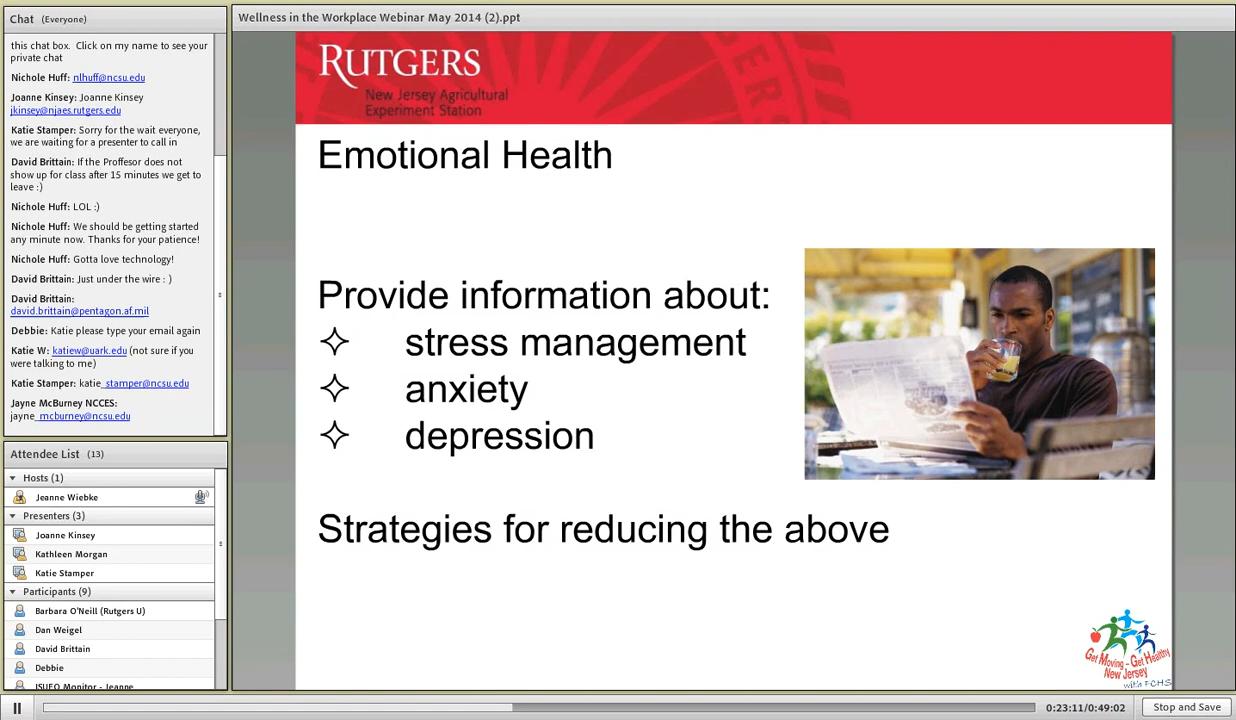 Chat (Everyone)
this chat box. Click on my name to see your
private chat
Nichole Huff: nlhuff@ncsu.edu
Joanne Kinsey: Joanne Kinsey
jkinsey@njaes.rutgers.edu
Katie Stamper: Sorry for the wait everyone,
we are waiting for a presenter to call in
David Brittain: If the Proffesor does not
show up for class after 15 minutes we get to
leave :)
Nichole Huff: LOL :)
Nichole Huff: We should be getting started
any minute now. Thanks for your patience!
Nichole Huff: Gotta love technology!
David Brittain: Just under the wire : )
David Brittain:
david.brittain@pentagon.af.mil
Debbie: Katie please type your email again
Katie W: katiew@uark.edu (not sure if you
were talking to me)
Katie Stamper: katie_stamper@ncsu.edu
Jayne McBurney NCCES:
jayne_mcburney@ncsu.edu
Attendee List (13)
Hosts (1)
Jeanne Wiebke
Presenters (3)
Joanne Kinsey
Kathleen Morgan
Katie Stamper
Participants (9)
Barbara O'Neill (Rutgers U)
Dan Weigel
David Brittain
Debbie
ISUEO Monitor - Jeanne
Wellness in the Workplace Webinar May 2014 (2).ppt
RUTGERS
New Jersey Agricultural
Experiment Station
Emotional Health
Provide information about:
stress management
anxiety
depression
Strategies for reducing the above
Get Moving - Get Healthy
New Jersey
with FCHS
0:23:11/0:49:02
Stop and Save